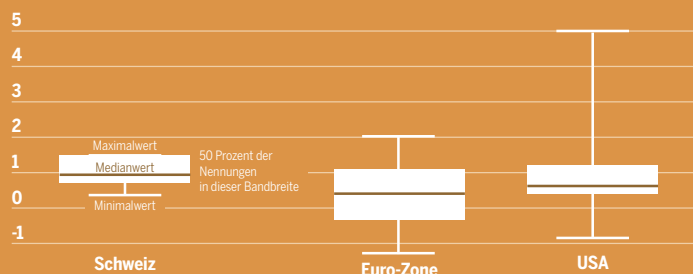 5
4
3
2
1
0
-1
Maximalwert
Medianwert
Minimalwert
50 Prozent der
Nennungen
in dieser Bandbreite
Schweiz
Euro-Zone
USA